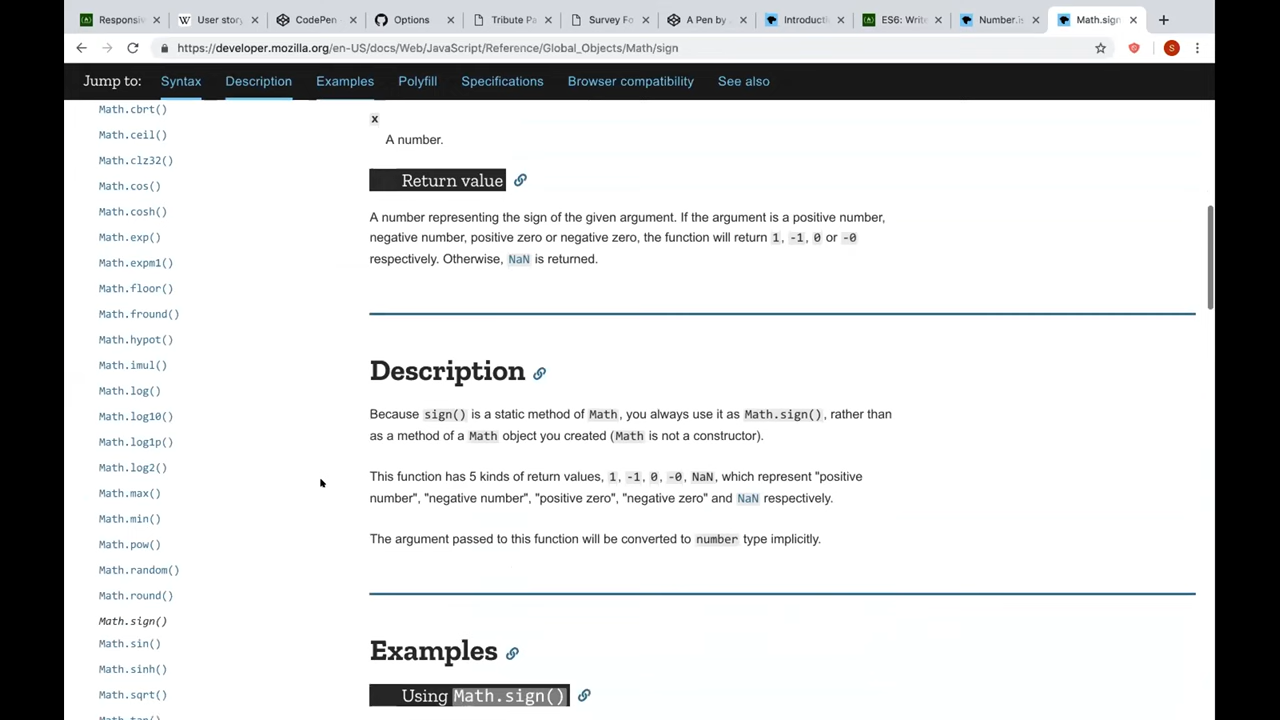 Responsiv
User story
CodePen
Options
Tribute Pa
Survey Fo
A Pen by
Introducti
ES6: Write
Number.is
Math.sign
S
https://developer.mozilla.org/en-US/docs/Web/JavaScript/Reference/Global_Objects/Math/sign
Jump to: Syntax Description Examples Polyfill Specifications Browser compatibility See also
Math.cbrt()
Math.ceil()
Math.clz32()
Math.cos()
Math.cosh()
Math.exp()
Math.expm1()
Math.floor()
Math.fround()
Math.hypot()
Math.imul()
Math.log()
Math.log10()
Math.log1p()
Math.log2()
Math.max()
Math.min()
Math.pow()
Math.random()
Math.round()
Math.sign()
Math.sin()
Math.sinh()
Math.sqrt()
x
A number.
Return value
A number representing the sign of the given argument. If the argument is a positive number,
negative number, positive zero or negative zero, the function will return 1, -1, 0 or -0
respectively. Otherwise, NaN is returned.
Description
Because sign() is a static method of Math, you always use it as Math.sign(), rather than
as a method of a Math object you created (Math is not a constructor).
This function has 5 kinds of return values, 1, -1, 0, -0, NaN, which represent "positive
number", "negative number", "positive zero", "negative zero" and NaN respectively.
The argument passed to this function will be converted to number type implicitly.
Examples
Using Math.sign()